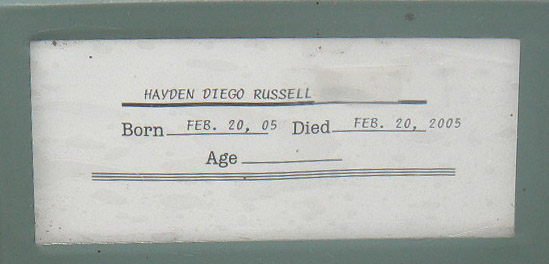 HAYDEN DIEGO RUSSELL
Born FEB. 20, 05 Died FEB. 20, 2005
Age